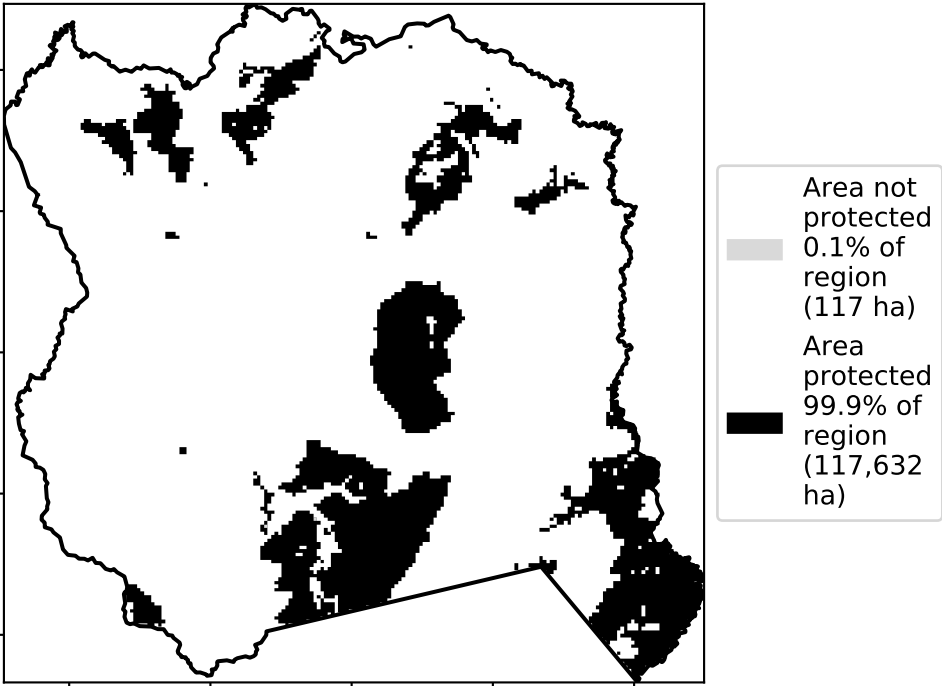 Area not
protected
0.1% of
region
(117 ha)
Area
protected
99.9% of
region
(117,632
ha)